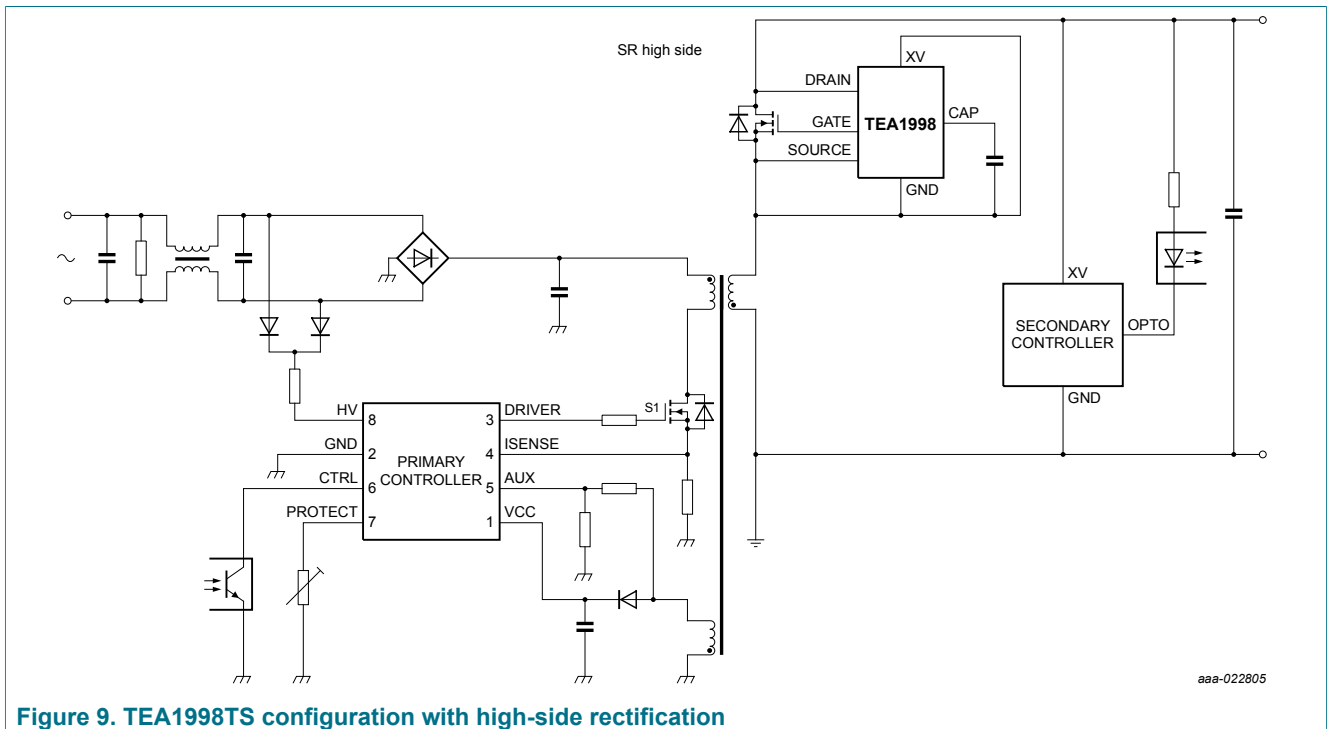 SR high side
XV
DRAIN
GATE
TEA1998
CAP
SOURCE
GND
XV
SECONDARY
CONTROLLER
OPTO
GND
HV
8
3
DRIVER
S1
GND
2
PRIMARY
CONTROLLER
4
ISENSE
CTRL
6
5
AUX
PROTECT
7
1
VCC
aaa-022805
Figure 9. TEA1998TS configuration with high-side rectification